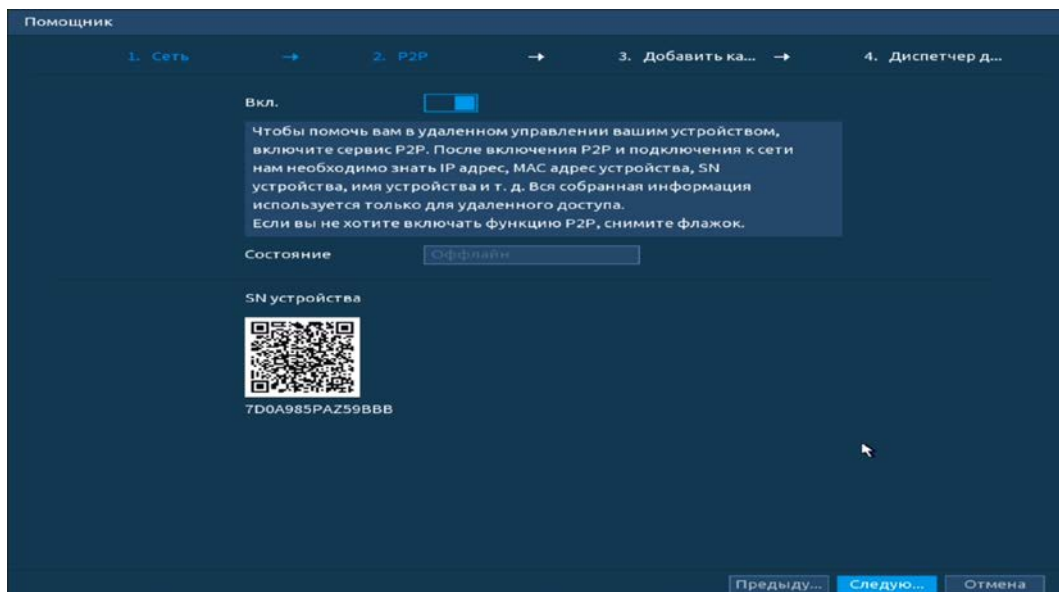 Помощник
1. Сеть → 2. P2P → 3. Добавить ка... → 4. Диспетчер д...
Вкл.
Чтобы помочь вам в удаленном управлении вашим устройством,
включите сервис P2P. После включения P2P и подключения к сети
нам необходимо знать IP адрес, MAC адрес устройства, SN
устройства, имя устройства и т. д. Вся собранная информация
используется только для удаленного доступа.
Если вы не хотите включать функцию P2P, снимите флажок.
Состояние Оффлайн
SN устройства
7D0A985PAZ59BBB
Предыду... Следую... Отмена